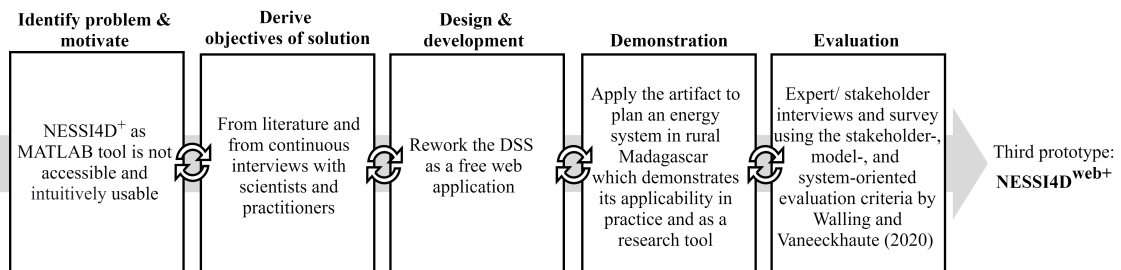 Identify problem &
motivate
NESSI4D+ as
MATLAB tool is not
accessible and
intuitively usable
Derive
objectives of solution
From literature and
from continuous
interviews with
scientists and
practitioners
Design &
development
Rework the DSS
as a free web
application
Demonstration
Apply the artifact to
plan an energy
system in rural
Madagascar
which demonstrates
its applicability in
practice and as a
research tool
Evaluation
Expert/ stakeholder
interviews and survey
using the stakeholder-,
model-, and
system-oriented
evaluation criteria by
Walling and
Vaneeckhaute (2020)
Third prototype:
NESSI4Dweb+